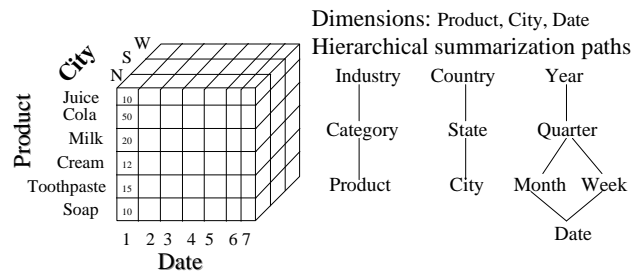 Dimensions: Product, City, Date
Hierarchical summarization paths
City
N S W
Product
Juice 10
Cola 50
Milk 20
Cream 12
Toothpaste 15
Soap 10
1 2 3 4 5 6 7
Date
Industry Country Year
Category State Quarter
Product City Month Week
Date